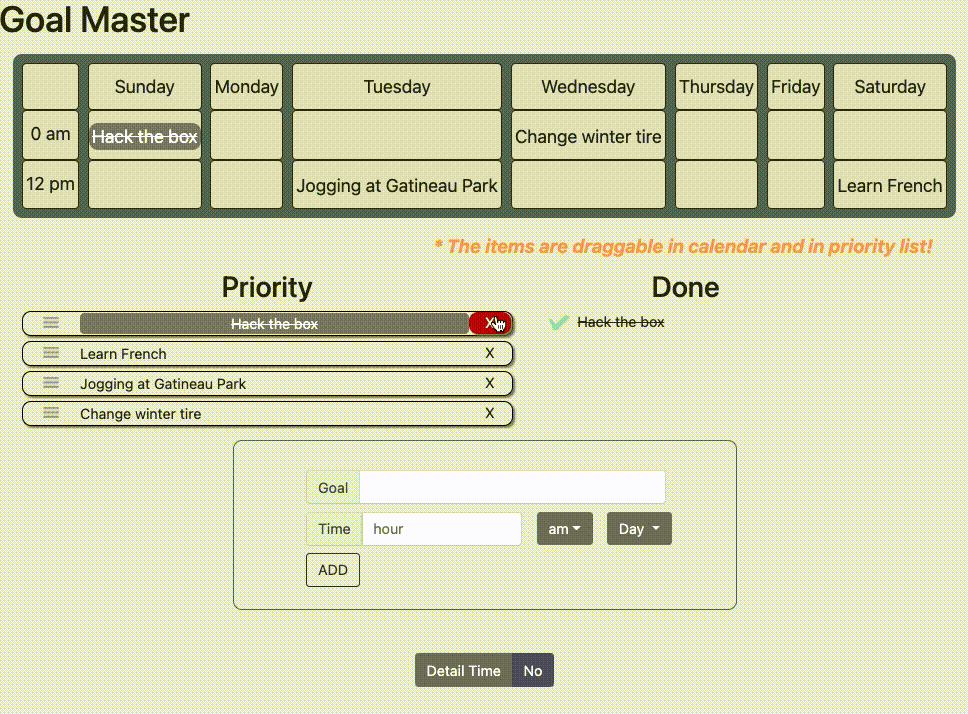 Goal Master
Sunday Monday Tuesday Wednesday Thursday Friday Saturday
0 am Hack the box Change winter tire
12 pm Jogging at Gatineau Park Learn French
* The items are draggable in calendar and in priority list!
Priority Done
Hack the box X Hack the box
Learn French X
Jogging at Gatineau Park X
Change winter tire X
Goal
Time hour am Day
ADD
Detail Time No